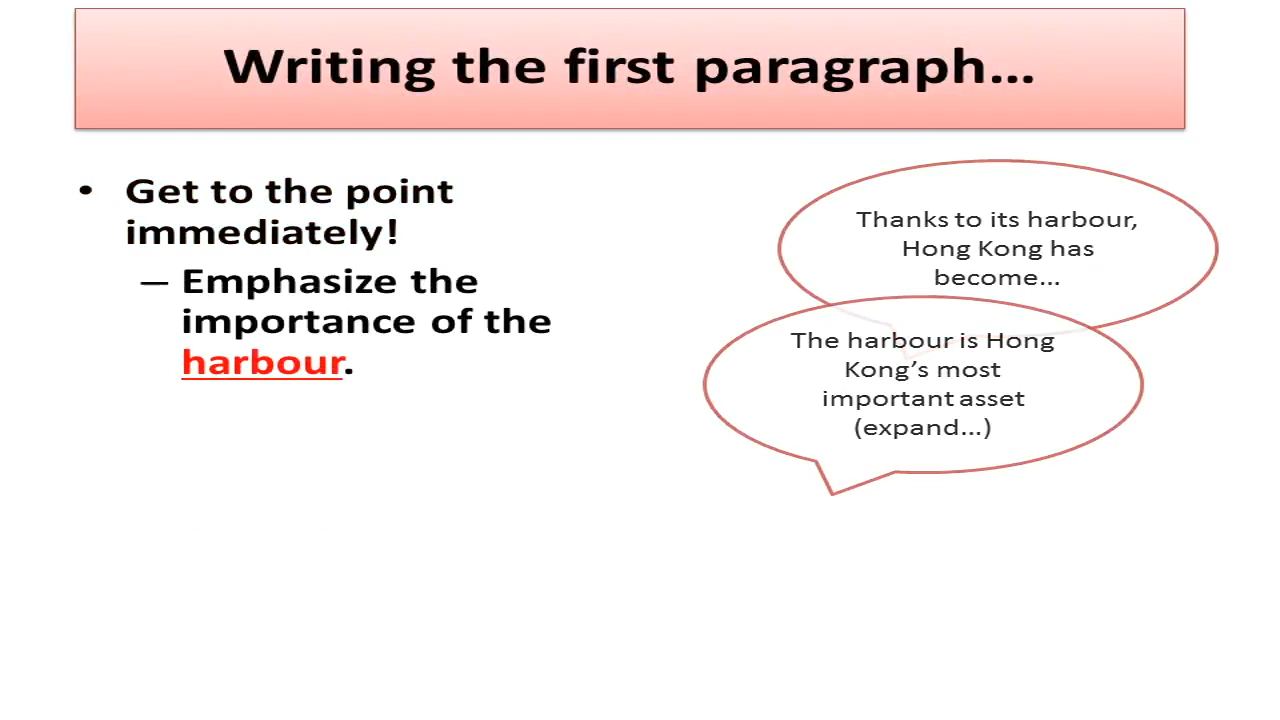 Writing the first paragraph...
• Get to the point
immediately!
– Emphasize the
importance of the
harbour.
Thanks to its harbour,
Hong Kong has
become...
The harbour is Hong
Kong's most
important asset
(expand...)